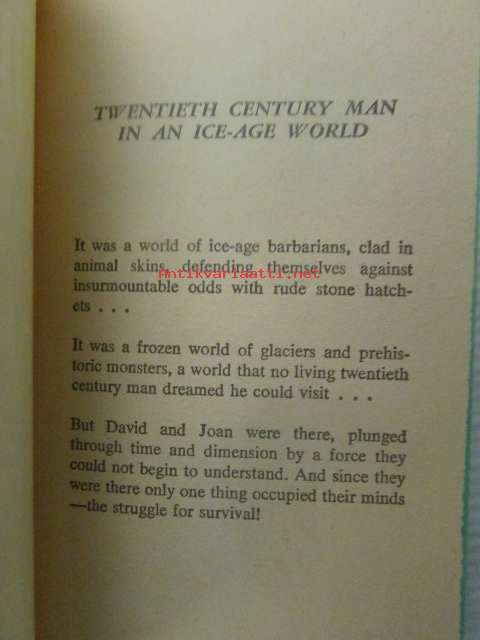 TWENTIETH CENTURY MAN
IN AN ICE-AGE WORLD
It was a world of ice-age barbarians, clad in
animal skins, defending themselves against
Antikvariaatti.net
insurmountable odds with rude stone hatch-
ets . . .
It was a frozen world of glaciers and prehis-
toric monsters, a world that no living twentieth
century man dreamed he could visit . . .
But David and Joan were there, plunged
through time and dimension by a force they
could not begin to understand. And since they
were there only one thing occupied their minds
—the struggle for survival!